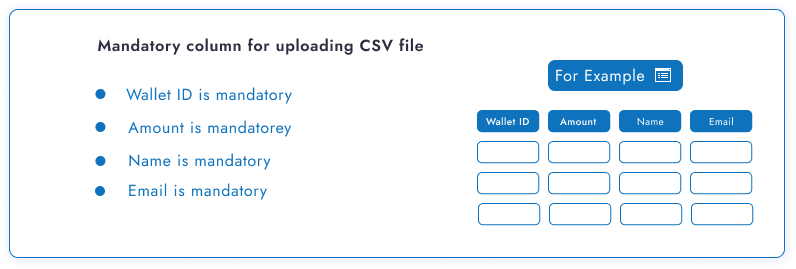 Mandatory column for uploading CSV file
Wallet ID is mandatory
Amount is mandatorey
Name is mandatory
Email is mandatory
For Example
Wallet ID Amount Name Email